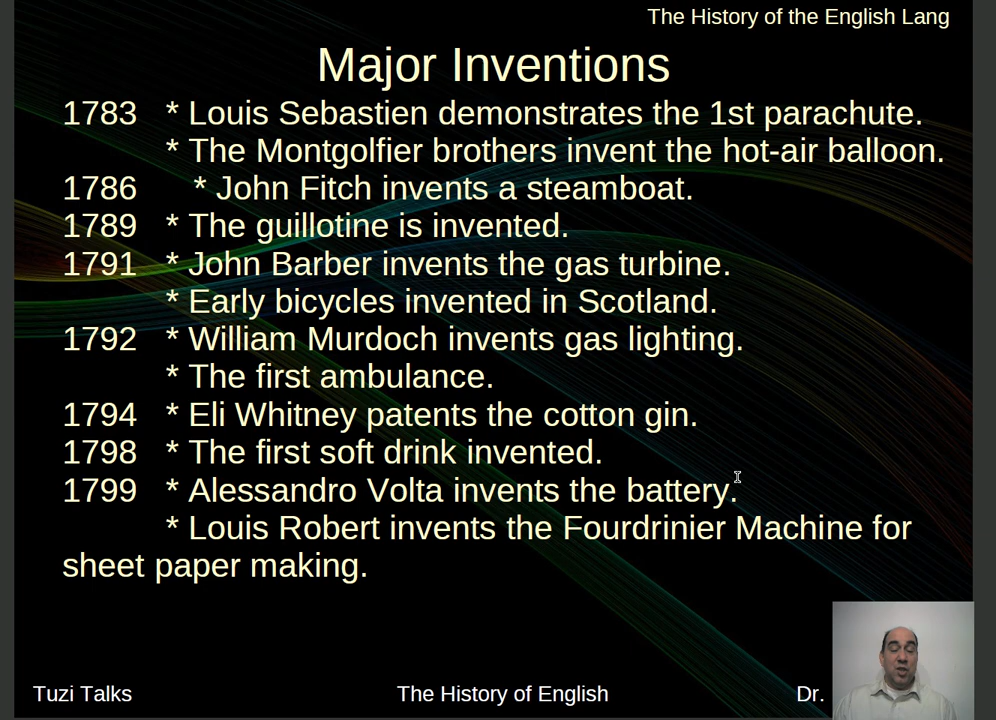 The History of the English Lang
Major Inventions
1783 * Louis Sebastien demonstrates the 1st parachute.
* The Montgolfier brothers invent the hot-air balloon.
1786 * John Fitch invents a steamboat.
1789 * The guillotine is invented.
1791 * John Barber invents the gas turbine.
* Early bicycles invented in Scotland.
1792 * William Murdoch invents gas lighting.
* The first ambulance.
1794 * Eli Whitney patents the cotton gin.
1798 * The first soft drink invented.
1799 * Alessandro Volta invents the battery.
* Louis Robert invents the Fourdrinier Machine for
sheet paper making.
Tuzi Talks The History of English Dr.